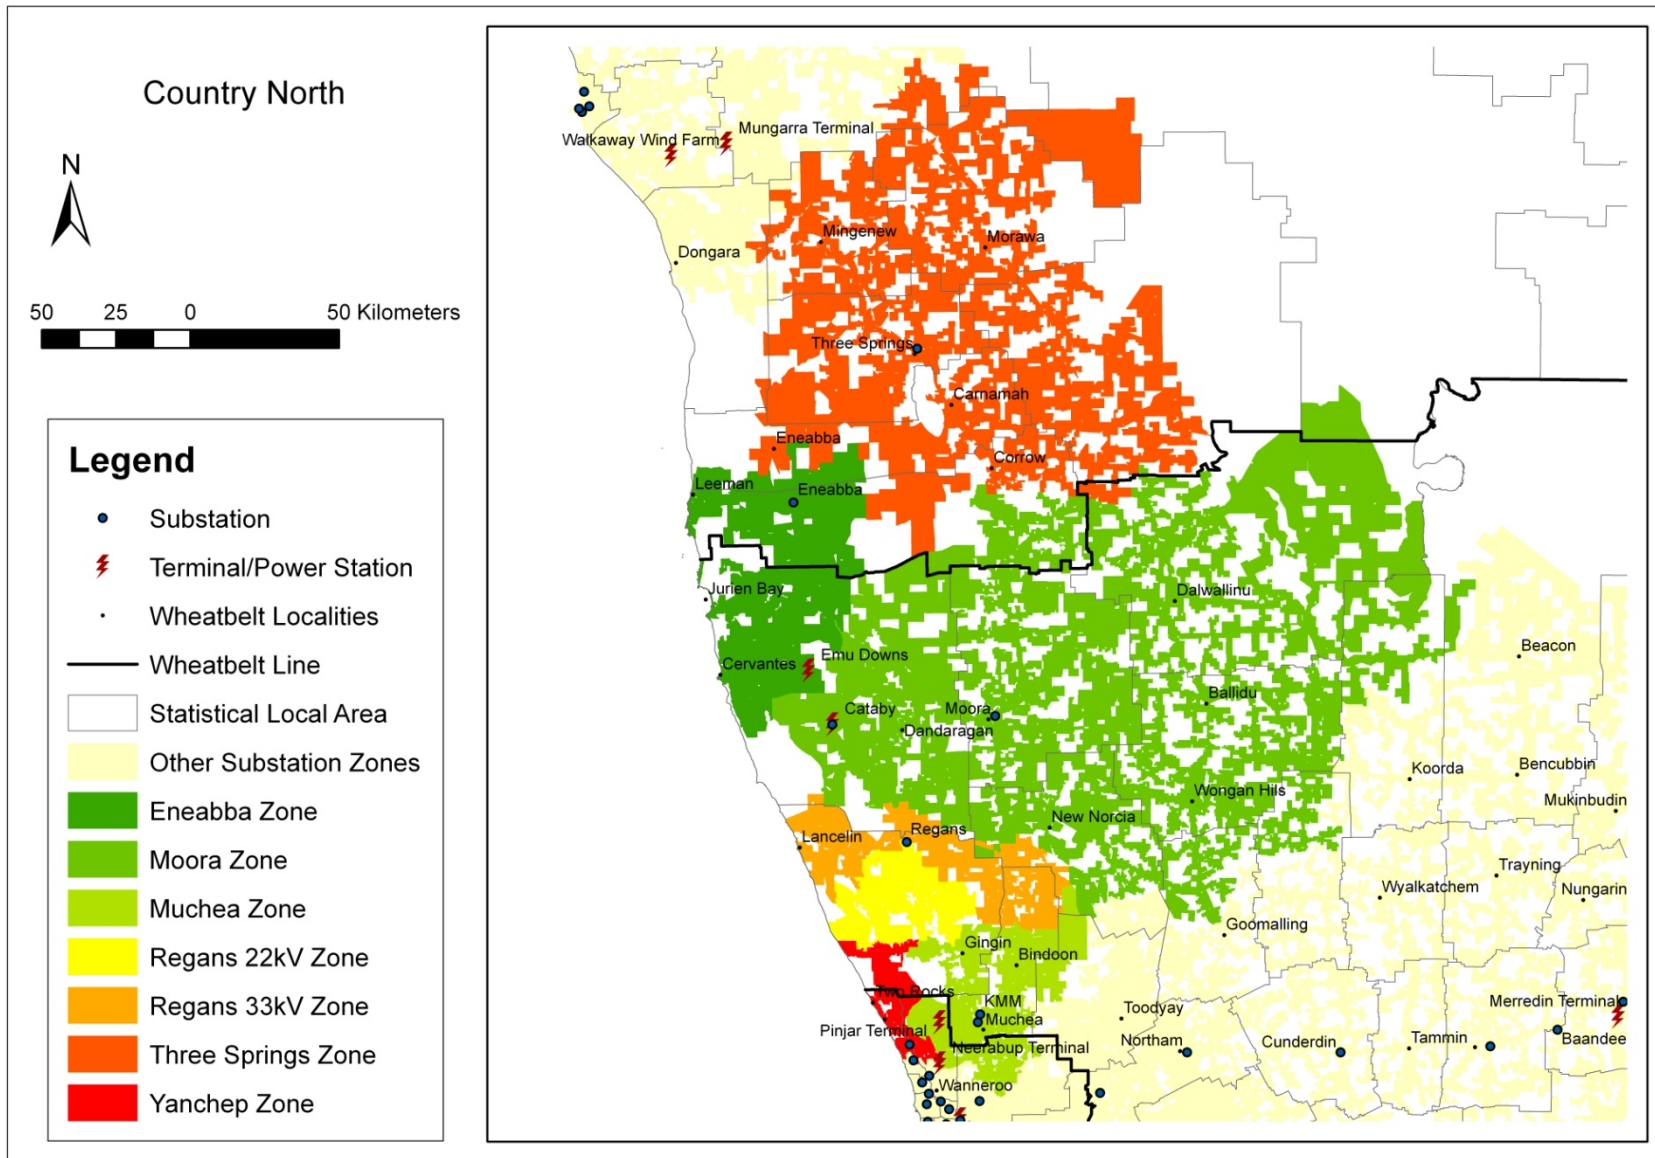 Country North
N
50 25 0 50 Kilometers
Legend
Substation
Terminal/Power Station
Wheatbelt Localities
Wheatbelt Line
Statistical Local Area
Other Substation Zones
Eneabba Zone
Moora Zone
Muchea Zone
Regans 22kV Zone
Regans 33kV Zone
Three Springs Zone
Yanchep Zone
Mungarra Terminal
Walkaway Wind Farm
Mingenew
Morawa
Dongara
Three Springs
Carnamah
Eneabba
Corrow
Leeman
Eneabba
Jurien Bay
Dalwallinu
Emu Downs
Beacon
Cervantes
Ballidu
Cataby
Moora
Dandaragan
Koorda
Bencubbin
Wongan Hils
Mukinbudin
New Norcia
Lancelin
Regans
Trayning
Wyalkatchem
Nungarin
Goomalling
Gingin
Bindoon
Two Rocks
KMM
Toodyay
Merredin Terminal
Muchea
Pinjar Terminal
Northam
Cunderdin
Tammin
Baandee
Neerabup Terminal
Wanneroo